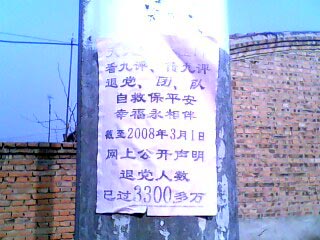 看九评、传九评
退党、团、队
自救保平安
幸福永相伴
截至2008年3月1日
网上公开声明
退党人数
已过3300多万